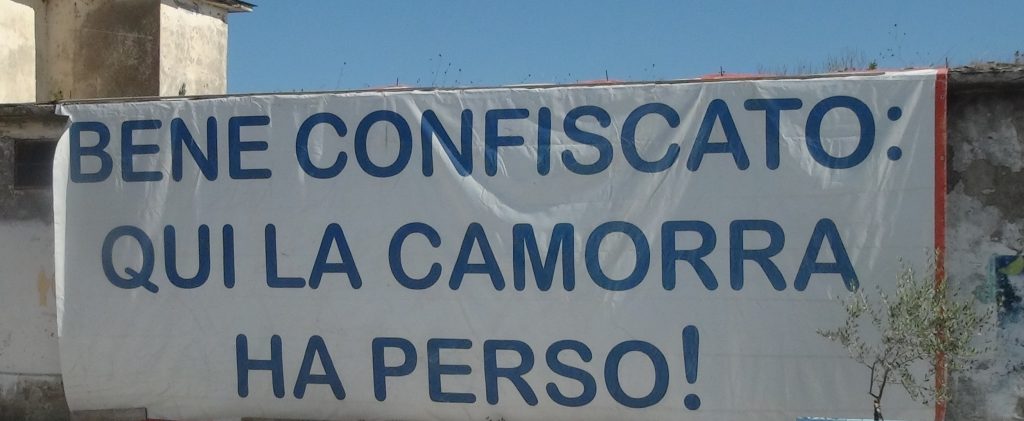 BENE CONFISCATO:
QUI LA CAMORRA
HA PERSO!